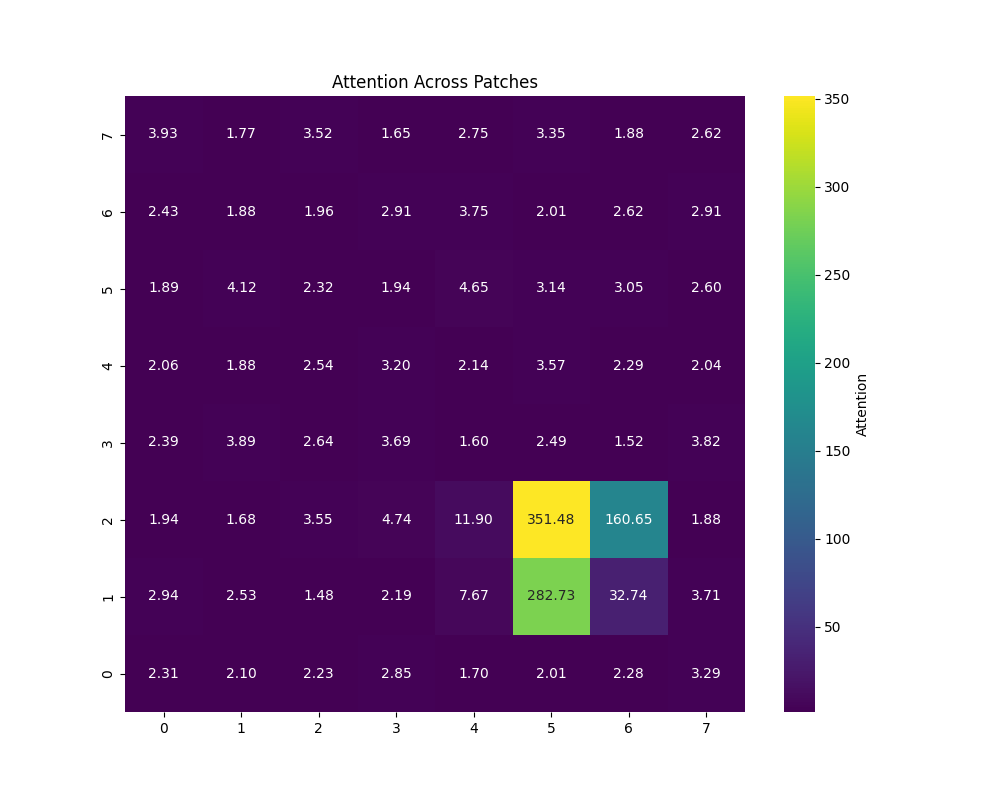 Attention Across Patches
7 3.93 1.77 3.52 1.65 2.75 3.35 1.88 2.62
6 2.43 1.88 1.96 2.91 3.75 2.01 2.62 2.91
5 1.89 4.12 2.32 1.94 4.65 3.14 3.05 2.60
4 2.06 1.88 2.54 3.20 2.14 3.57 2.29 2.04
3 2.39 3.89 2.64 3.69 1.60 2.49 1.52 3.82
2 1.94 1.68 3.55 4.74 11.90 351.48 160.65 1.88
1 2.94 2.53 1.48 2.19 7.67 282.73 32.74 3.71
0 2.31 2.10 2.23 2.85 1.70 2.01 2.28 3.29
0 1 2 3 4 5 6 7
350
300
250
200
150
100
50
Attention